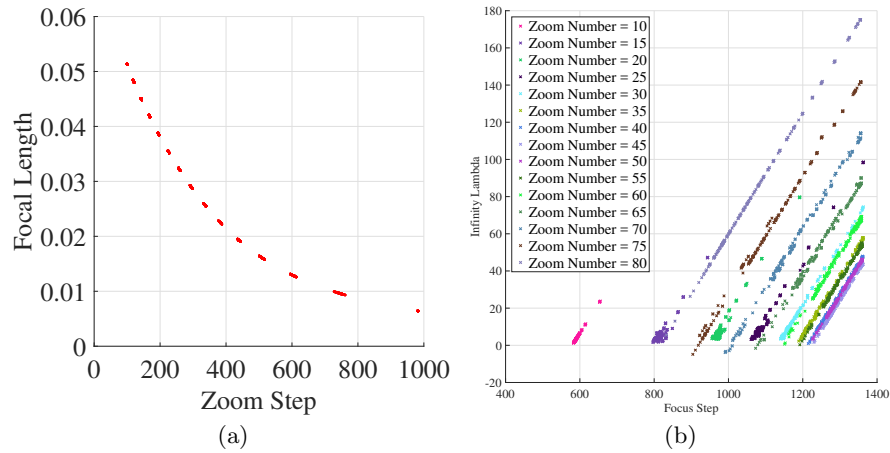 0.06
0.05
0.04
0.03
0.02
0.01
0
0 200 400 600 800 1000
Focal Length
Zoom Step
(a)
180
160
140
120
100
80
60
40
20
0
-20
400 600 800 1000 1200 1400
Infinity Lambda
Focus Step
Zoom Number = 10
Zoom Number = 15
Zoom Number = 20
Zoom Number = 25
Zoom Number = 30
Zoom Number = 35
Zoom Number = 40
Zoom Number = 45
Zoom Number = 50
Zoom Number = 55
Zoom Number = 60
Zoom Number = 65
Zoom Number = 70
Zoom Number = 75
Zoom Number = 80
(b)